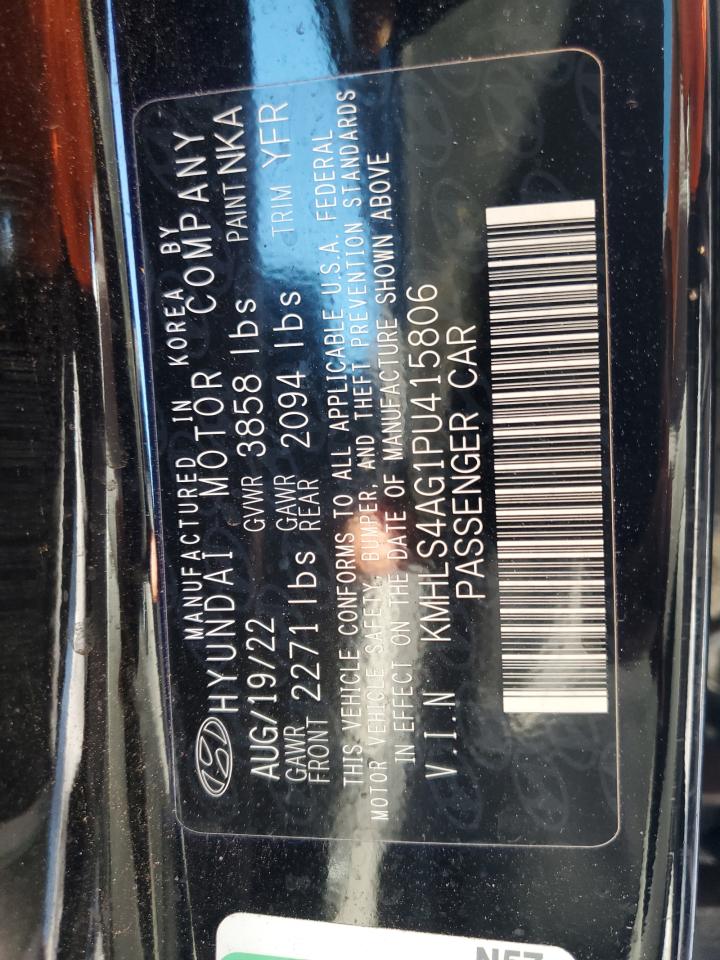 MANUFACTURED IN KOREA BY
HYUNDAI MOTOR COMPANY
AUG/19/22 GVWR 3858 lbs PAINT NKA
GAWR FRONT 2271 lbs GAWR REAR 2094 lbs TRIM YFR
THIS VEHICLE CONFORMS TO ALL APPLICABLE U.S.A. FEDERAL
MOTOR VEHICLE SAFETY, BUMPER, AND THEFT PREVENTION STANDARDS
IN EFFECT ON THE DATE OF MANUFACTURE SHOWN ABOVE
V.I.N KMHLS4AG1PU415806
PASSENGER CAR